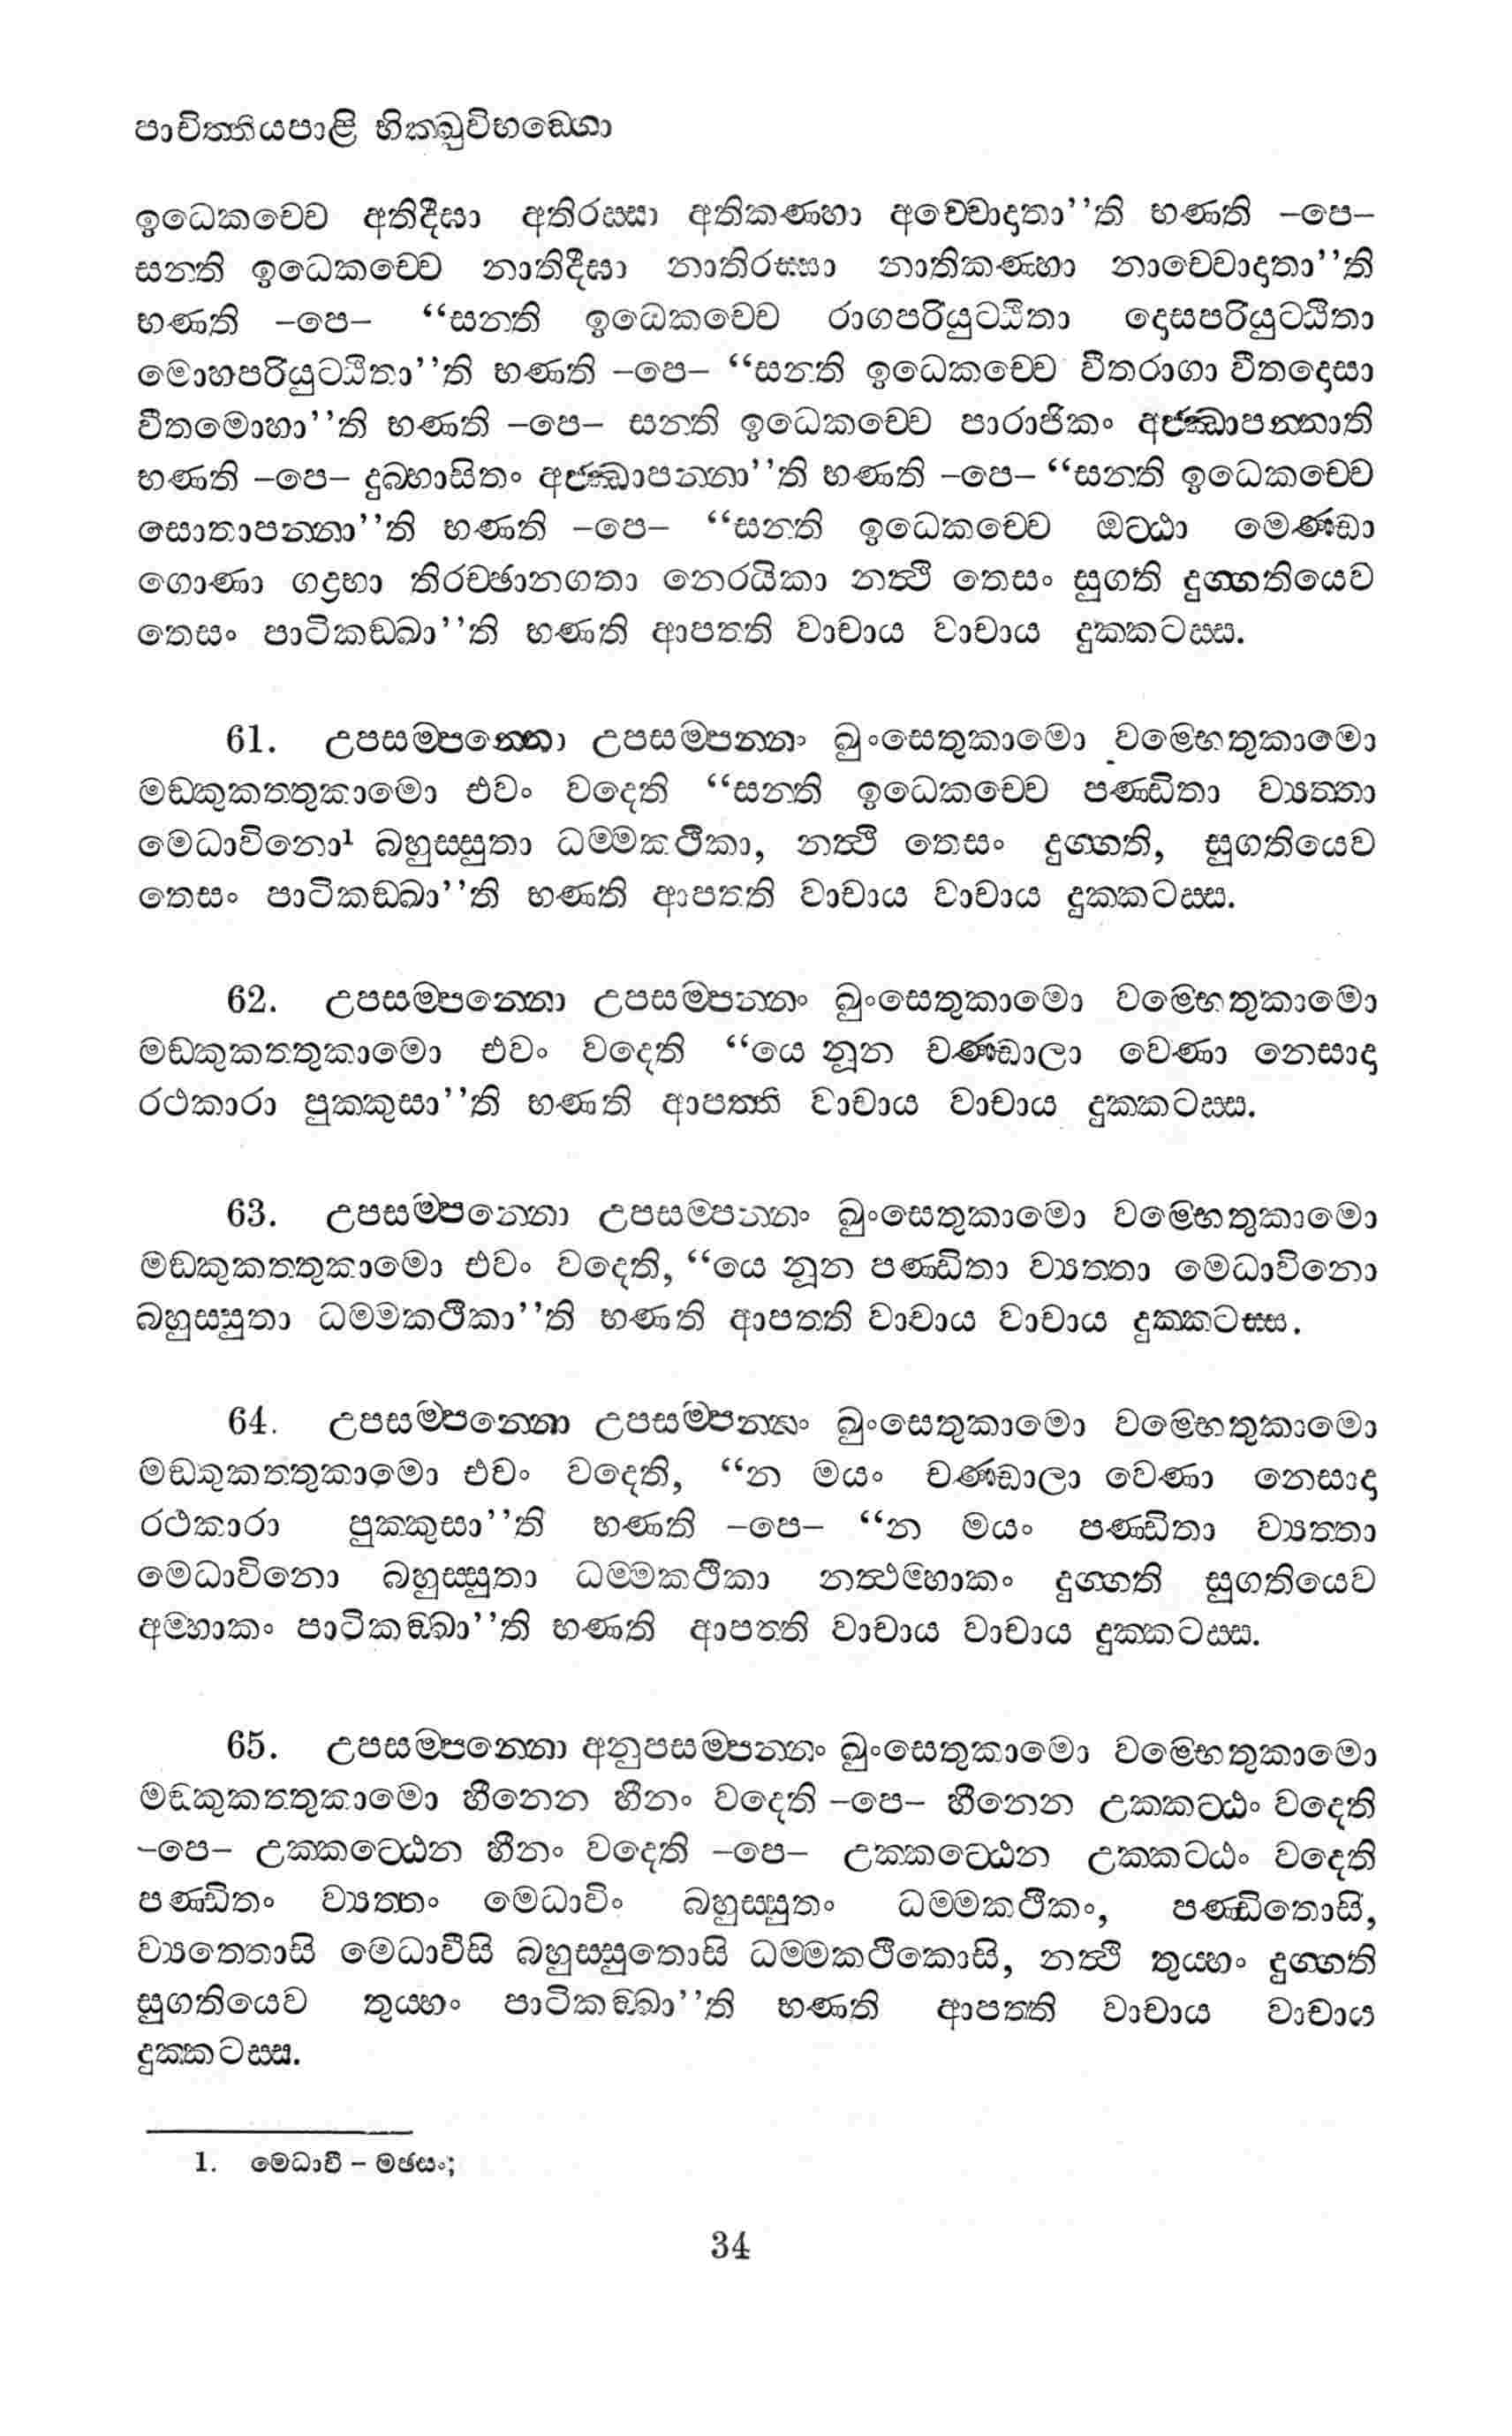 පාචිත්තියපාළි භික්ඛුවිභඞ්ගො
ඉධෙකච්චෙ අතිදීඝා අතිරස්සා අතිකණ්හා අච්චොදාතා’’ති භණති –පෙ–
සන්ති ඉධෙකච්චෙ නාතිදීඝා නාතිරස්සා නාතිකණ්හා නාච්චොදාතා’’ති
භණති –පෙ– “සන්ති ඉධෙකච්චෙ රාගපරියුට්ඨිතා දොසපරියුට්ඨිතා
මොහපරියුට්ඨිතා’’ති භණති –පෙ– “සන්ති ඉධෙකච්චෙ වීතරාගා වීතදොසා
වීතමොහා’’ති භණති –පෙ– සන්ති ඉධෙකච්චෙ පාරාජිකං අජ්ඣාපන්නාති
භණති –පෙ– දුබ්භාසිතං අජ්ඣාපන්නා’’ති භණති –පෙ– “සන්ති ඉධෙකච්චෙ
සොතාපන්නා’’ති භණති –පෙ– “සන්ති ඉධෙකච්චෙ ඔට්ඨා මෙණ්ඩා
ගොණා ගද්‍රභා තිරච්ඡානගතා නෙරයිකා නත්ථි තෙසං සුගති දුග්ගතියෙව
තෙසං පාටිකඞ්ඛා’’ති භණති ආපත්ති වාචාය වාචාය දුක්කටස්ස.
61. උපසම්පන්නො උපසම්පන්නං ඛුංසෙතුකාමො වම්භෙතුකාමො
මඞ්කුකත්තුකාමො එවං වදෙති “සන්ති ඉධෙකච්චෙ පණ්ඩිතා ව්‍යත්තා
මෙධාවිනො¹ බහුස්සුතා ධම්මකථිකා, නත්ථි තෙසං දුග්ගති, සුගතියෙව
තෙසං පාටිකඞ්ඛා’’ති භණති ආපත්ති වාචාය වාචාය දුක්කටස්ස.
62. උපසම්පන්නො උපසම්පන්නං ඛුංසෙතුකාමො වම්භෙතුකාමො
මඞ්කුකත්තුකාමො එවං වදෙති “යෙ නූන චණ්ඩාලා වෙණා නෙසාදා
රථකාරා පුක්කුසා’’ති භණති ආපත්ති වාචාය වාචාය දුක්කටස්ස.
63. උපසම්පන්නො උපසම්පන්නං ඛුංසෙතුකාමො වම්භෙතුකාමො
මඞ්කුකත්තුකාමො එවං වදෙති, “යෙ නූන පණ්ඩිතා ව්‍යත්තා මෙධාවිනො
බහුස්සුතා ධම්මකථිකා’’ති භණති ආපත්ති වාචාය වාචාය දුක්කටස්ස.
64. උපසම්පන්නො උපසම්පන්‍යං ඛුංසෙතුකාමො වම්භෙතුකාමො
මඞ්කුකත්තුකාමො එවං වදෙති, “න මයං චණ්ඩාලා වෙණා නෙසාදා
රථකාරා පුක්කුසා’’ති භණති –පෙ– “න මයං පණ්ඩිතා ව්‍යත්තා
මෙධාවිනො බහුස්සුතා ධම්මකථිකා නත්ථම්හාකං දුග්ගති සුගතියෙව
අම්හාකං පාටිකඞ්ඛා’’ති භණති ආපත්ති වාචාය වාචාය දුක්කටස්ස.
65. උපසම්පන්නො අනුපසම්පන්නං ඛුංසෙතුකාමො වම්භෙතුකාමො
මඞ්කුකත්තුකාමො හීනෙන හීනං වදෙති –පෙ– හීනෙන උක්කට්ඨං වදෙති
–පෙ– උක්කට්ඨෙන හීනං වදෙති –පෙ– උක්කට්ඨෙන උක්කට්ඨං වදෙති
පණ්ඩිතං ව්‍යත්තං මෙධාවිං බහුස්සුතං ධම්මකථිකං, පණ්ඩිතොසි,
ව්‍යත්තොසි මෙධාවීසි බහුස්සුතොසි ධම්මකථිකොසි, නත්ථි තුය්හං දුග්ගති
සුගතියෙව තුය්හං පාටිකඞ්ඛා’’ති භණති ආපත්ති වාචාය වාචාය
දුක්කටස්ස.
1. මෙධාවී – මඡසං;
34